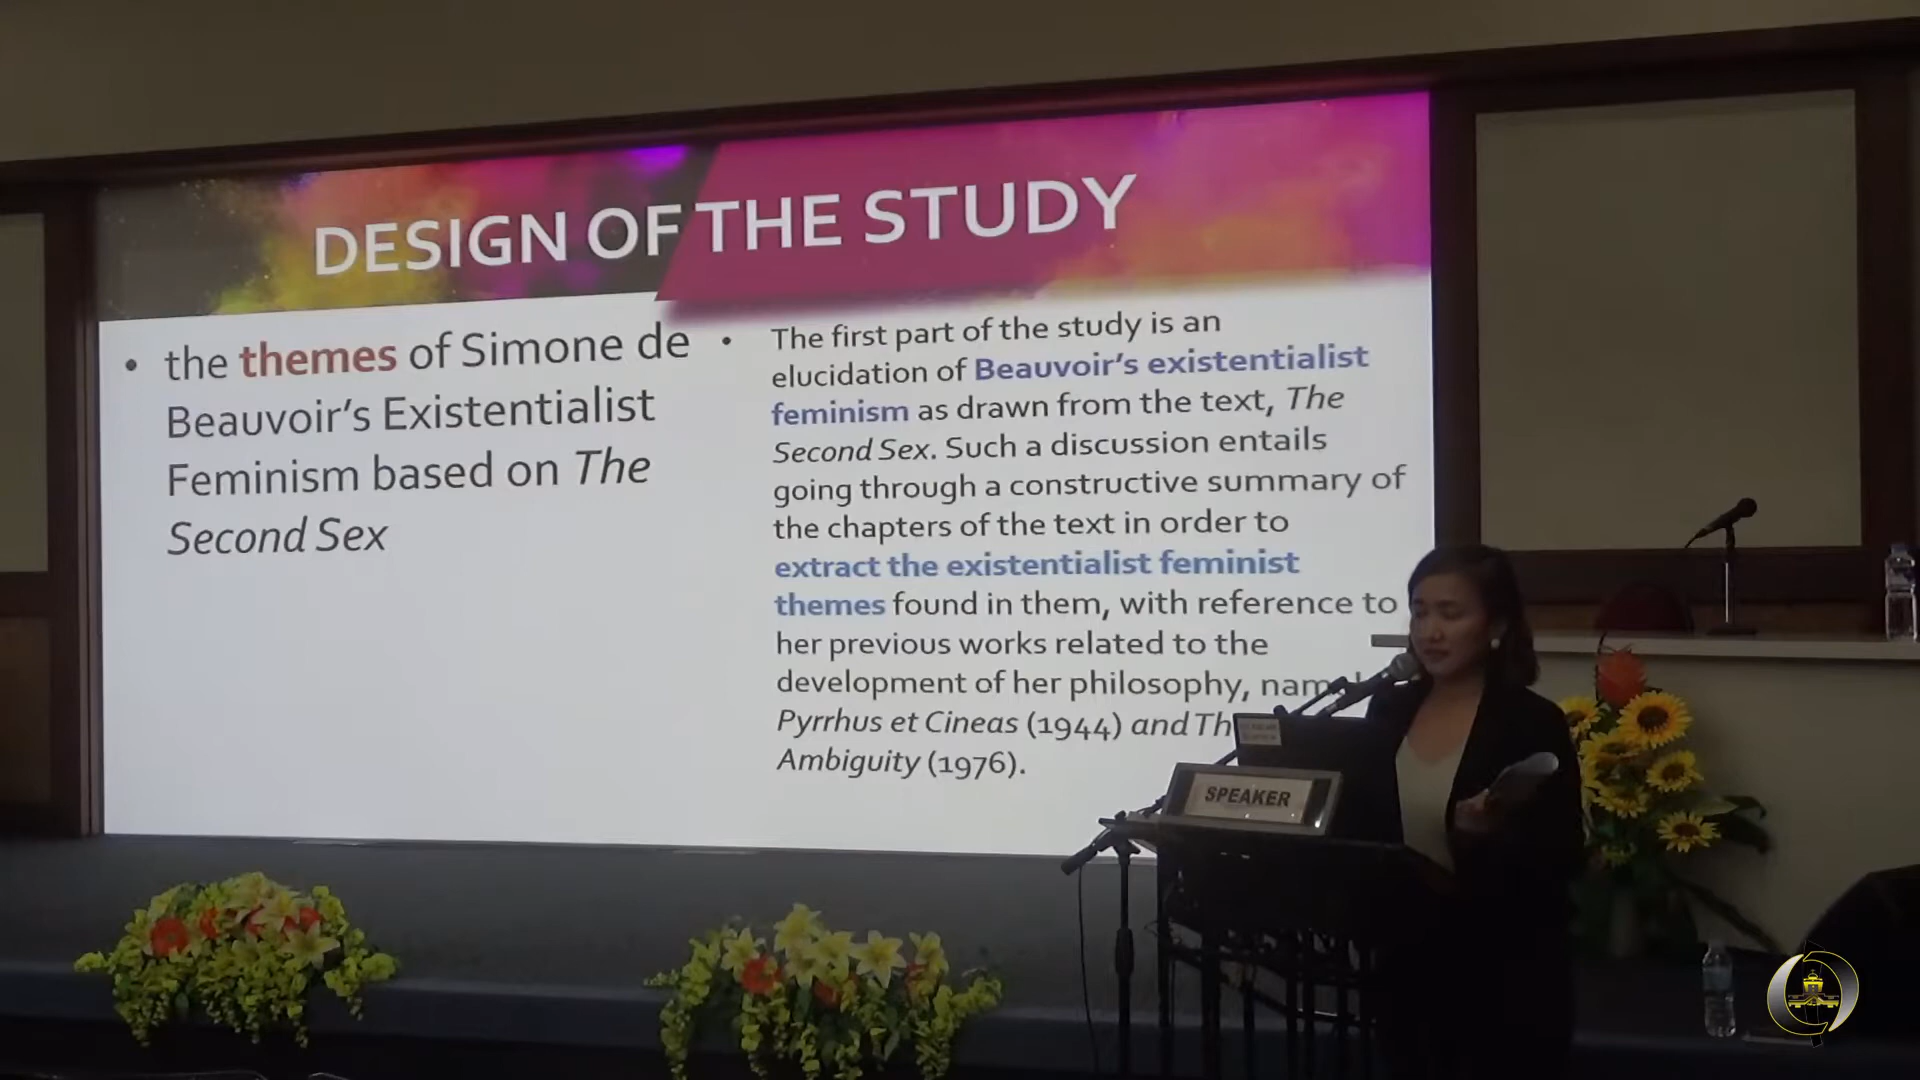 DESIGN OF THE STUDY
• the themes of Simone de
Beauvoir's Existentialist
Feminism based on The
Second Sex
• The first part of the study is an
elucidation of Beauvoir's existentialist
feminism as drawn from the text, The
Second Sex. Such a discussion entails
going through a constructive summary of
the chapters of the text in order to
extract the existentialist feminist
themes found in them, with reference to
her previous works related to the
development of her philosophy,
Pyrrhus et Cineas (1944) and
Ambiguity (1976).
SPEAKER